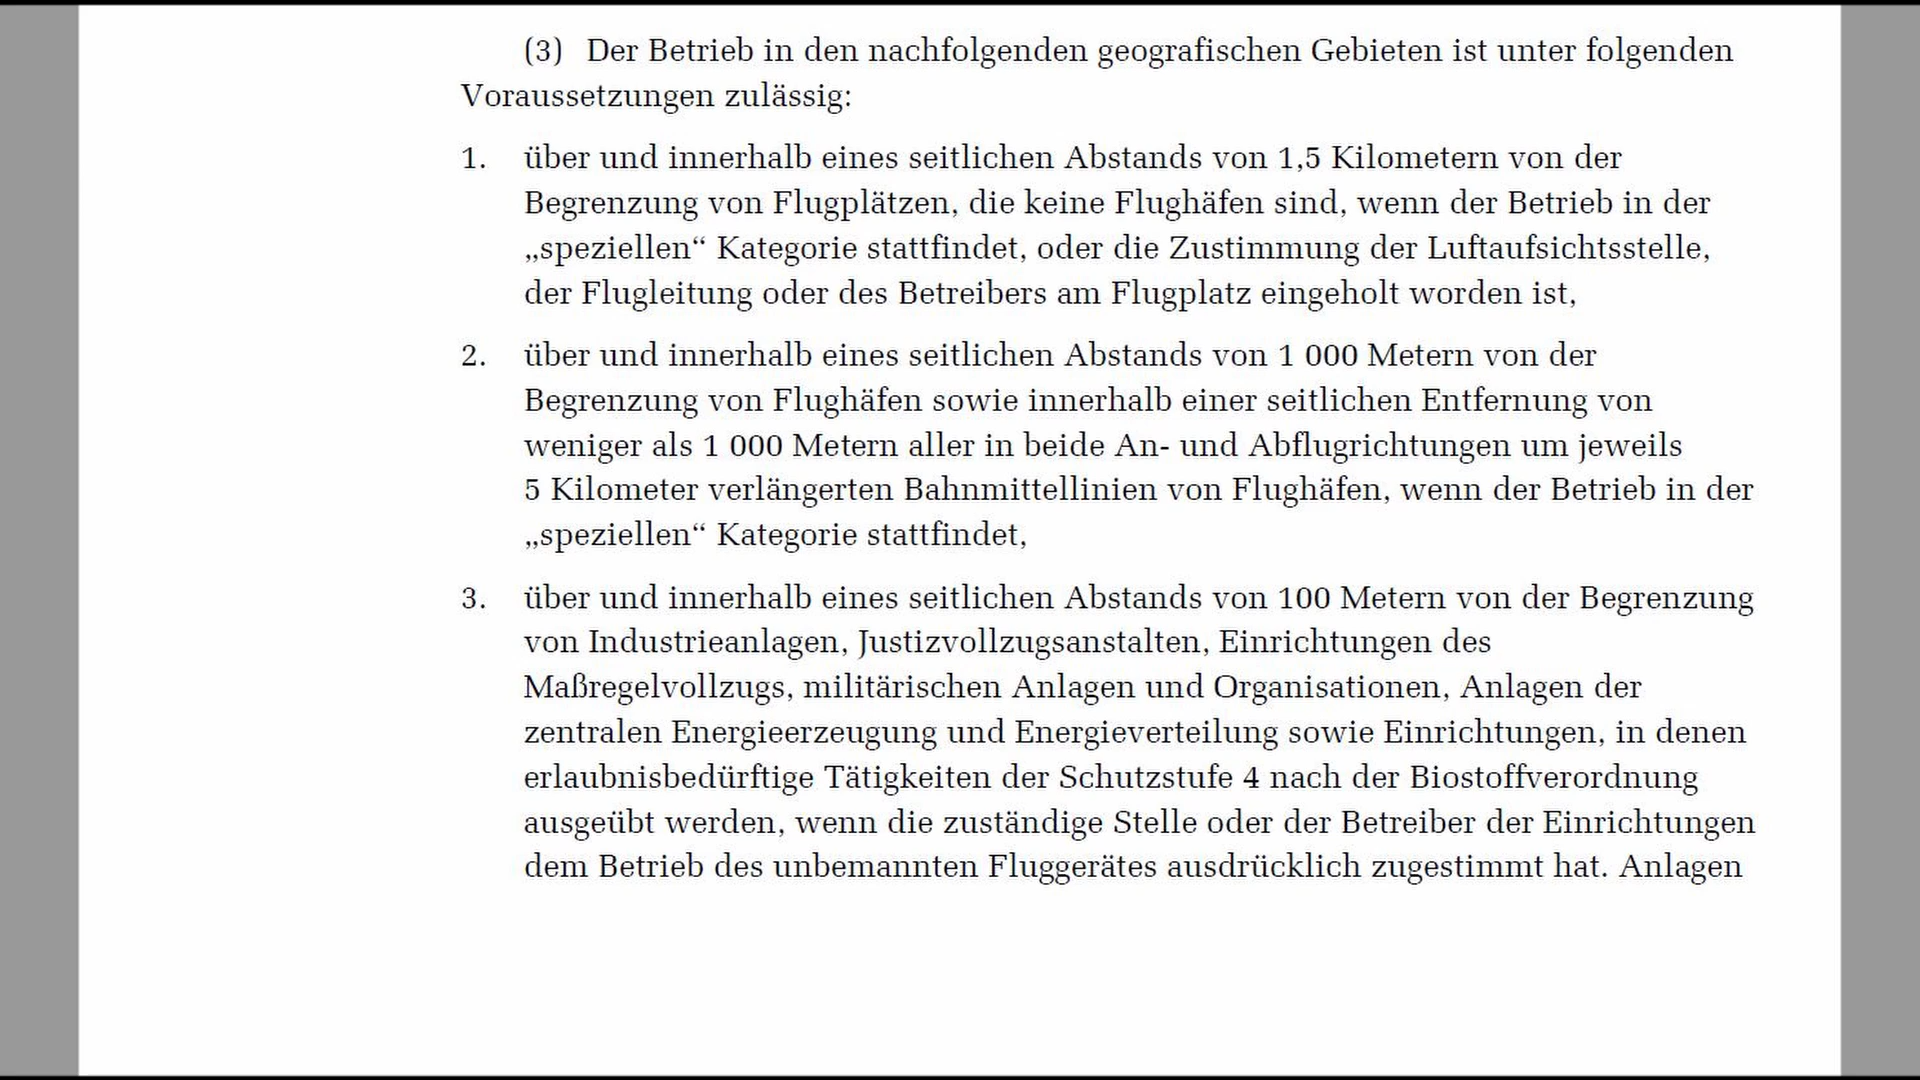 (3) Der Betrieb in den nachfolgenden geografischen Gebieten ist unter folgenden
Voraussetzungen zulässig:
1. über und innerhalb eines seitlichen Abstands von 1,5 Kilometern von der
Begrenzung von Flugplätzen, die keine Flughäfen sind, wenn der Betrieb in der
„speziellen“ Kategorie stattfindet, oder die Zustimmung der Luftaufsichtsstelle,
der Flugleitung oder des Betreibers am Flugplatz eingeholt worden ist,
2. über und innerhalb eines seitlichen Abstands von 1 000 Metern von der
Begrenzung von Flughäfen sowie innerhalb einer seitlichen Entfernung von
weniger als 1 000 Metern aller in beide An- und Abflugrichtungen um jeweils
5 Kilometer verlängerten Bahnmittellinien von Flughäfen, wenn der Betrieb in der
„speziellen“ Kategorie stattfindet,
3. über und innerhalb eines seitlichen Abstands von 100 Metern von der Begrenzung
von Industrieanlagen, Justizvollzugsanstalten, Einrichtungen des
Maßregelvollzugs, militärischen Anlagen und Organisationen, Anlagen der
zentralen Energieerzeugung und Energieverteilung sowie Einrichtungen, in denen
erlaubnisbedürftige Tätigkeiten der Schutzstufe 4 nach der Biostoffverordnung
ausgeübt werden, wenn die zuständige Stelle oder der Betreiber der Einrichtungen
dem Betrieb des unbemannten Fluggerätes ausdrücklich zugestimmt hat. Anlagen